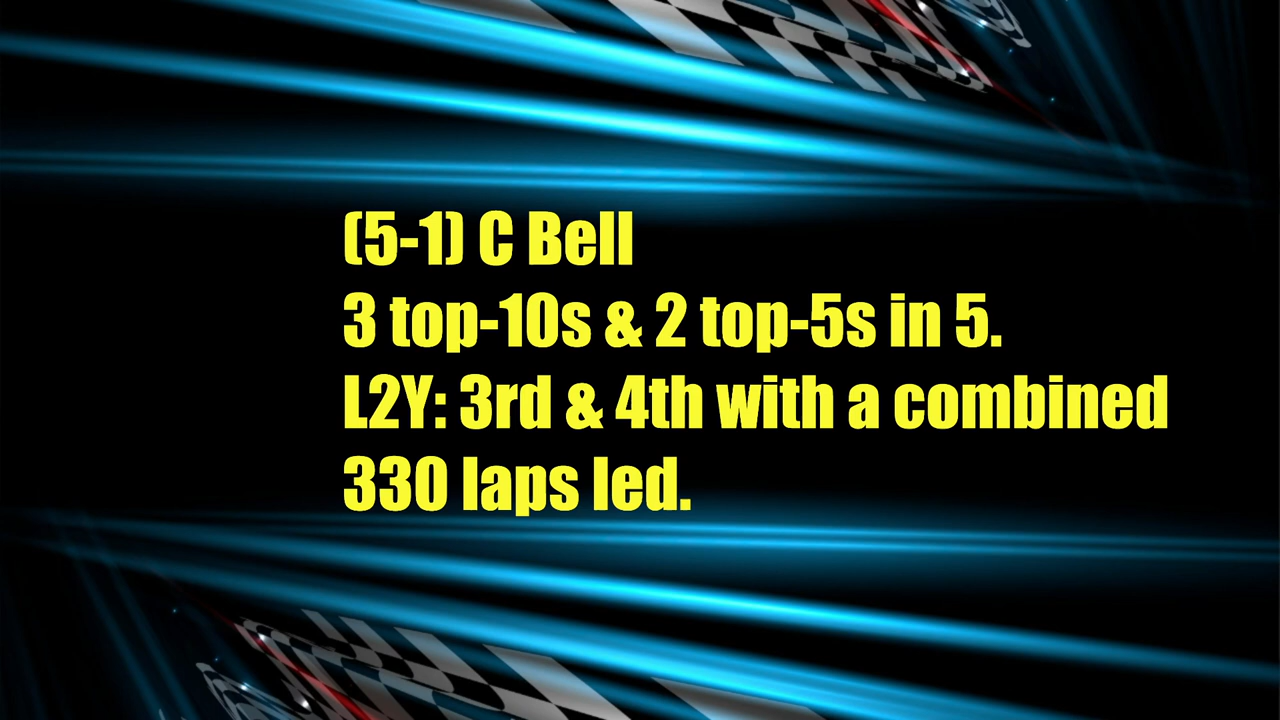 (5-1) C Bell
3 top-10s & 2 top-5s in 5.
L2Y: 3rd & 4th with a combined
330 laps led.